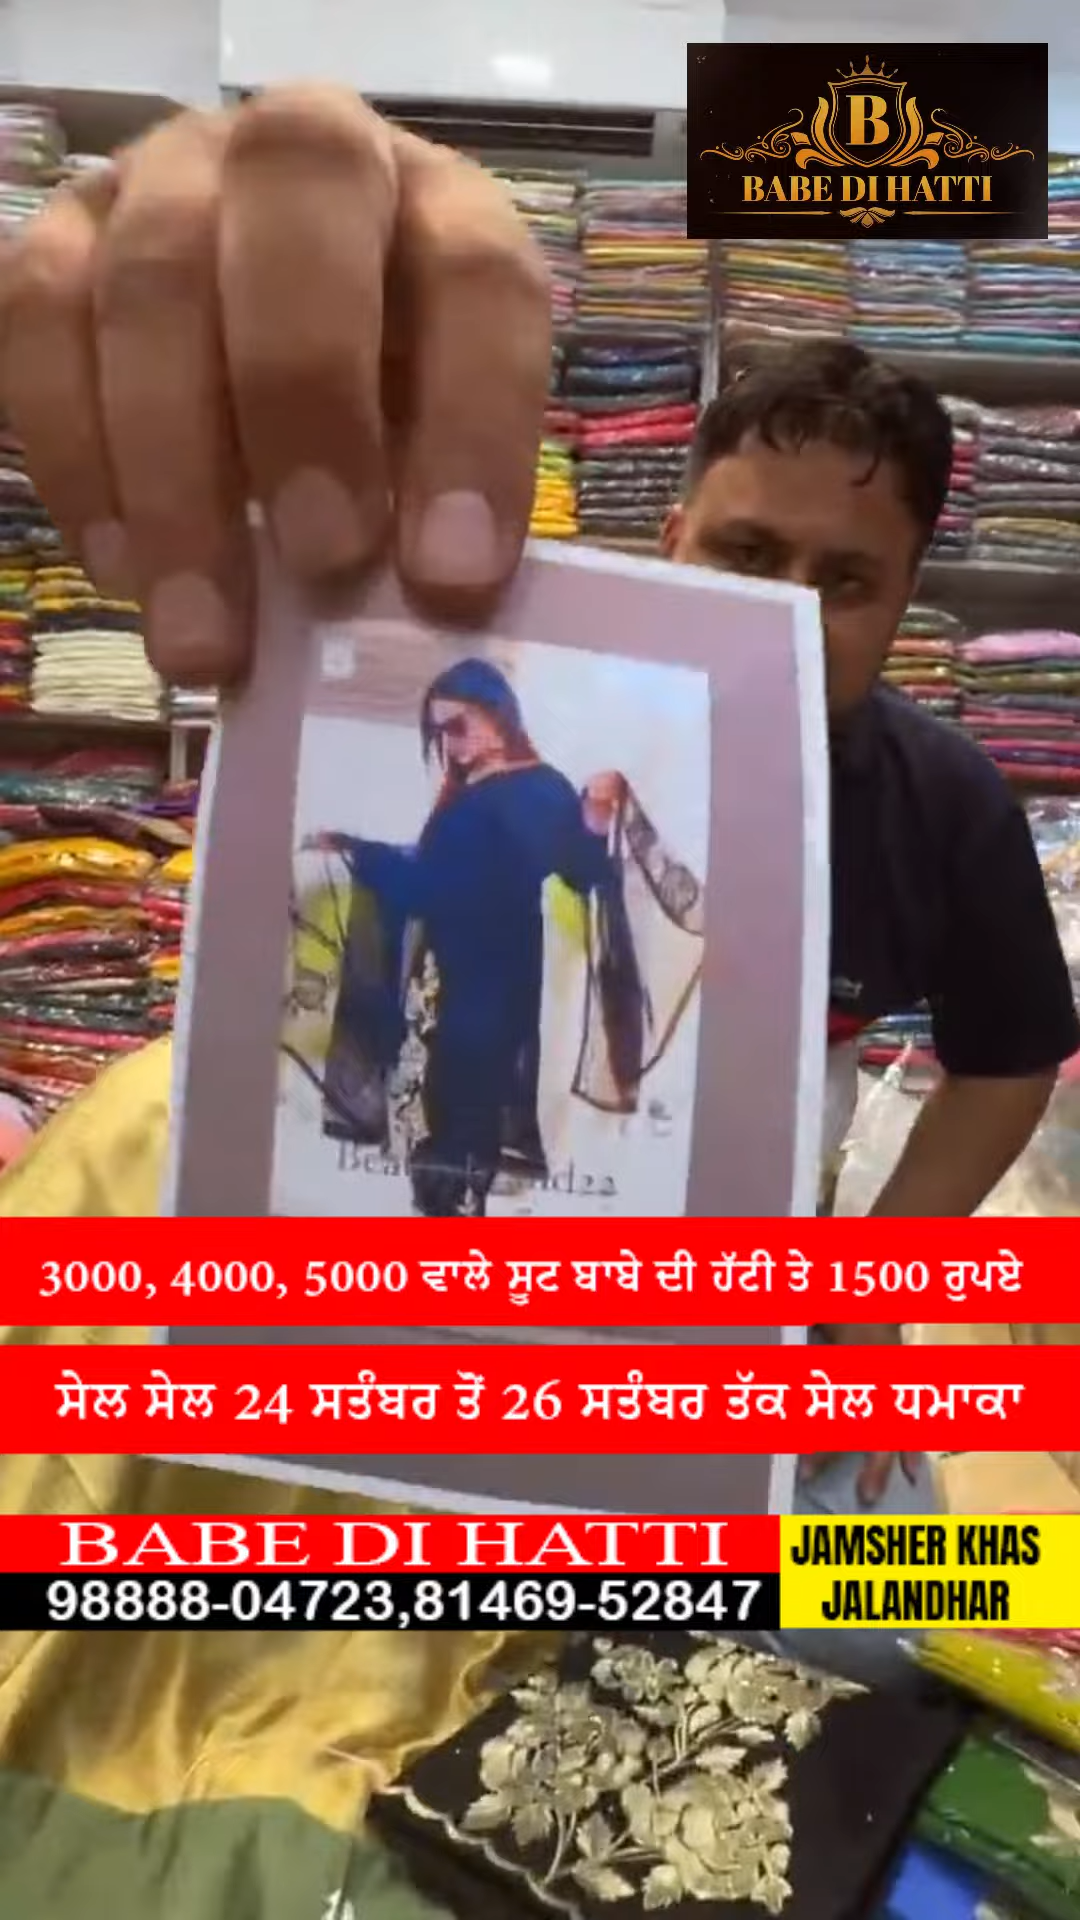 B
BABE DI HATTI
3000, 4000, 5000 ਵਾਲੇ ਸੂਟ ਬਾਬੇ ਦੀ ਹੱਟੀ ਤੇ 1500 ਰੁਪਏ
ਸੇਲ ਸੇਲ 24 ਸਤੰਬਰ ਤੋਂ 26 ਸਤੰਬਰ ਤੱਕ ਸੇਲ ਧਮਾਕਾ
BABE DI HATTI
98888-04723,81469-52847
JAMSHER KHAS
JALANDHAR